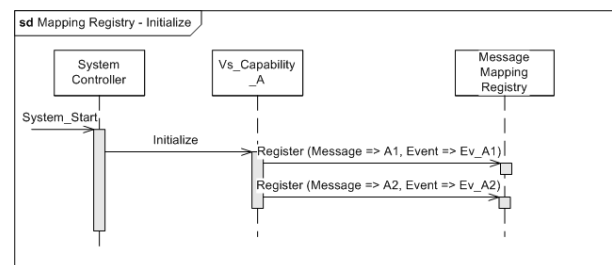 sd Mapping Registry - Initialize
System
Controller
Vs_Capability
_A
Message
Mapping
Registry
System_Start
Initialize
Register (Message => A1, Event => Ev_A1)
Register (Message => A2, Event => Ev_A2)